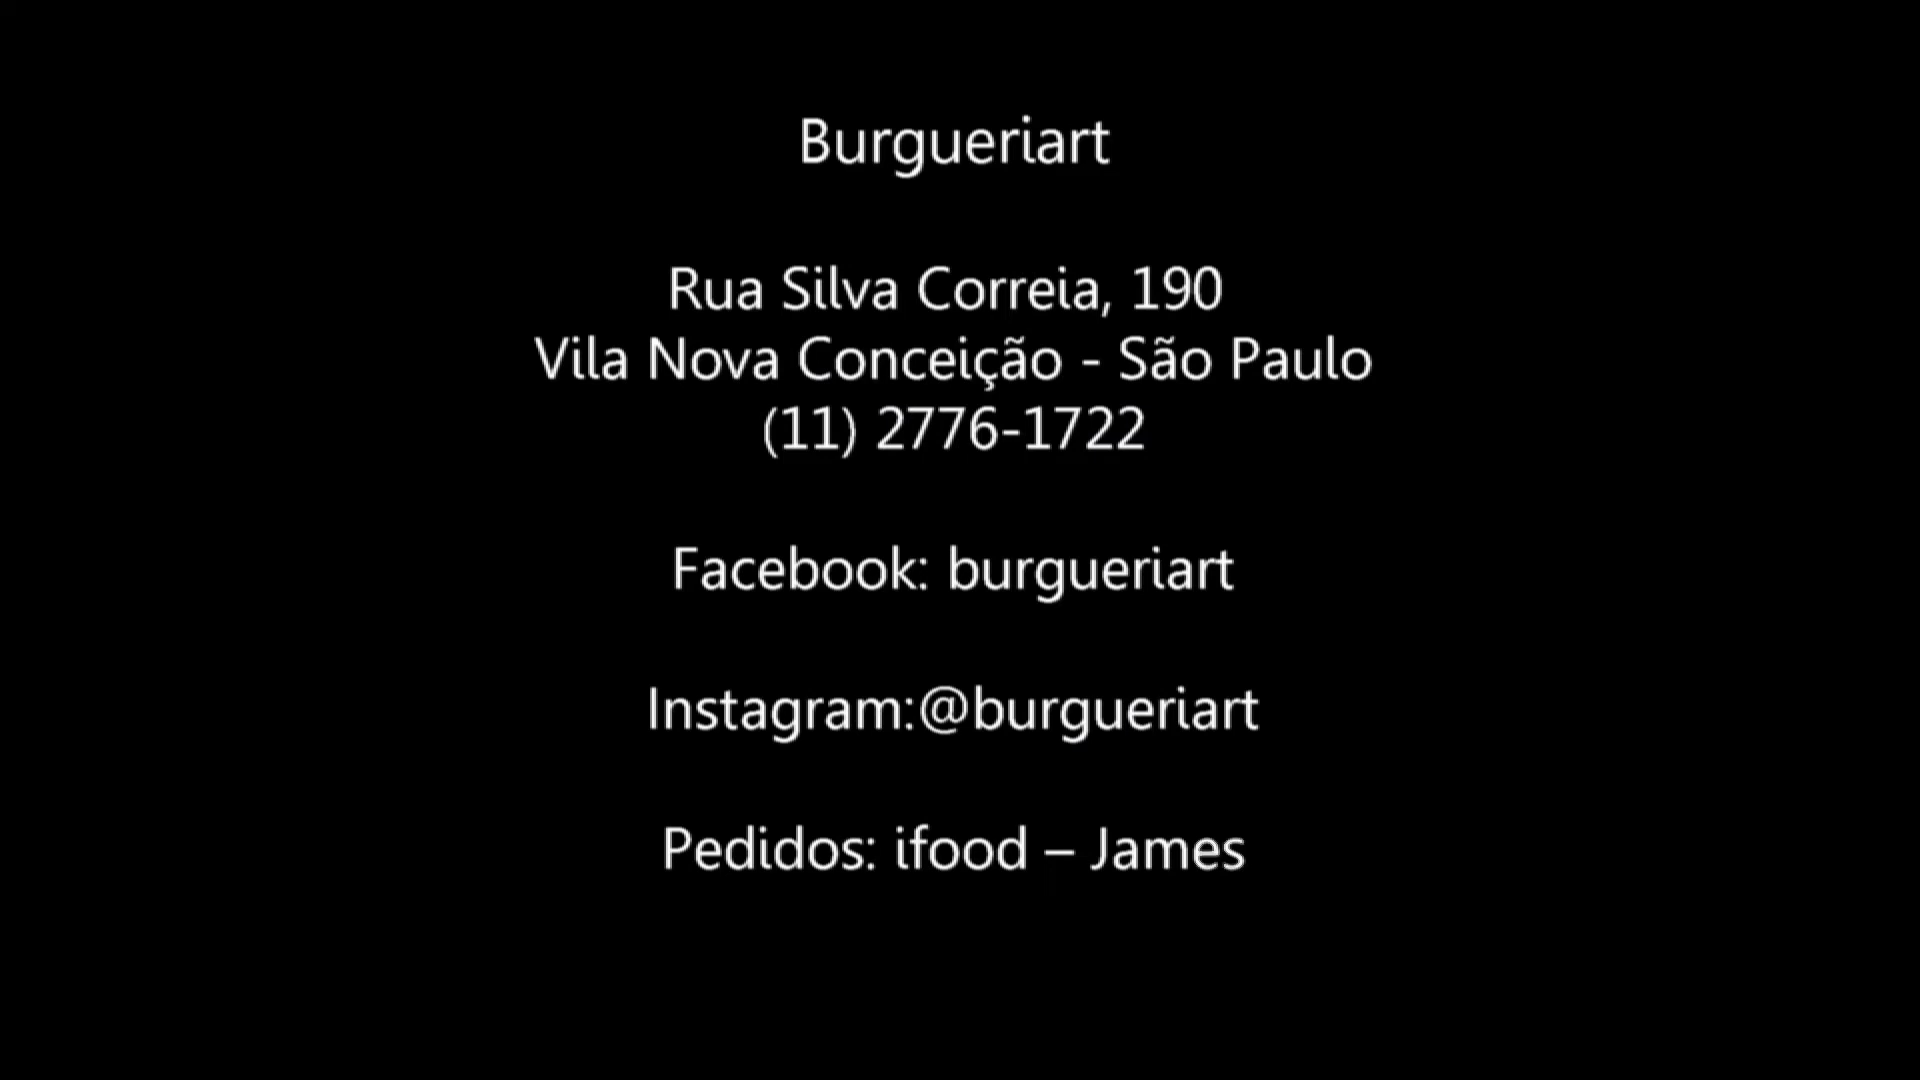 Burgueriart
Rua Silva Correia, 190
Vila Nova Conceição - São Paulo
(11) 2776-1722
Facebook: burgueriart
Instagram:@burgueriart
Pedidos: ifood – James